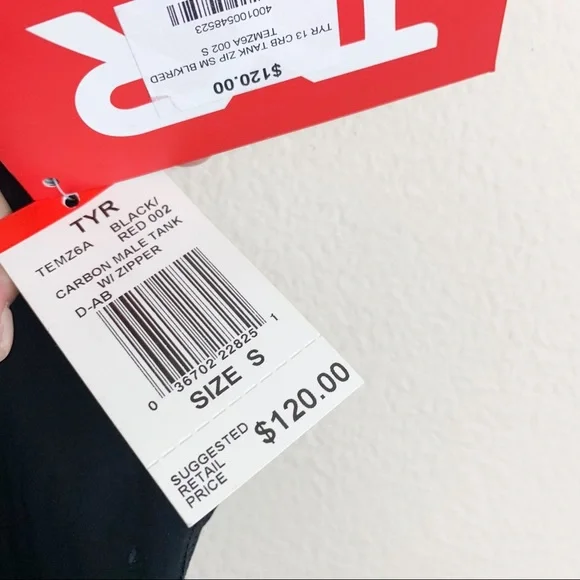 TYR
TYR 13 CRB TANK ZIP SM BLK/RED
TEMZ6A 002 S
400100548523
$120.00
TYR
TEMZ6A BLACK/
RED 002
CARBON MALE TANK
W/ ZIPPER
D-AB
0 36702 22825 1
SIZE S
SUGGESTED
RETAIL
PRICE
$120.00